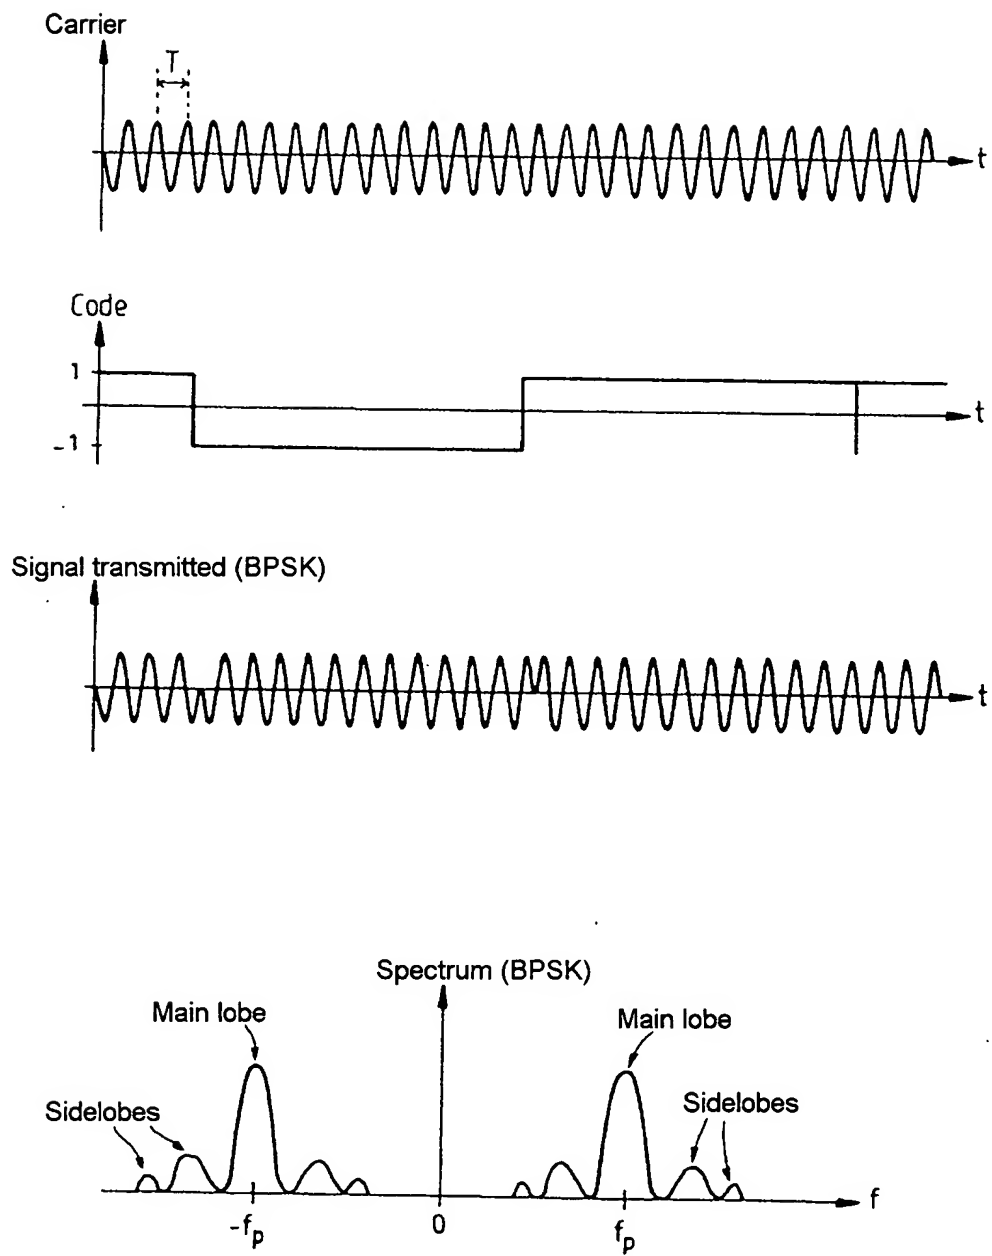 Carrier
T
t
Code
1
-1
t
Signal transmitted (BPSK)
t
Spectrum (BPSK)
Main lobe
Main lobe
Sidelobes
Sidelobes
-fp
0
fp
f